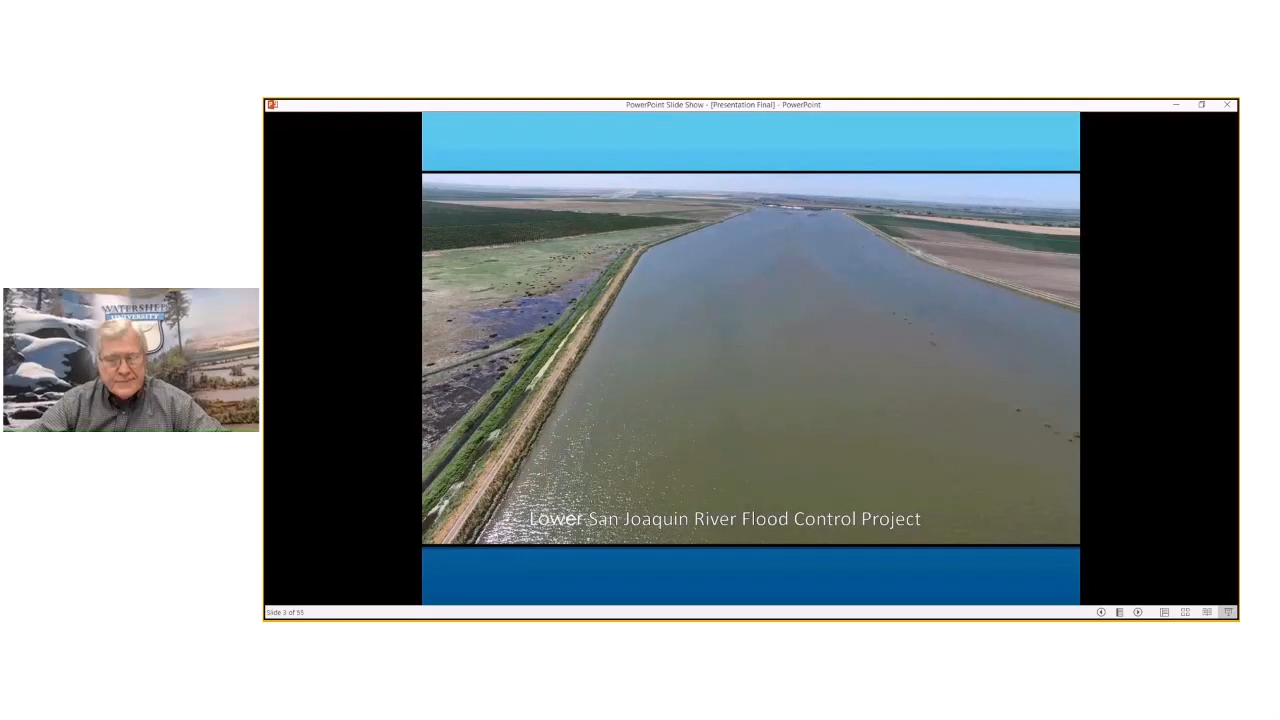 PowerPoint Slide Show - [Presentation Final] - PowerPoint
WATERSHED
UNIVERSITY
Lower San Joaquin River Flood Control Project
Slide 3 of 55